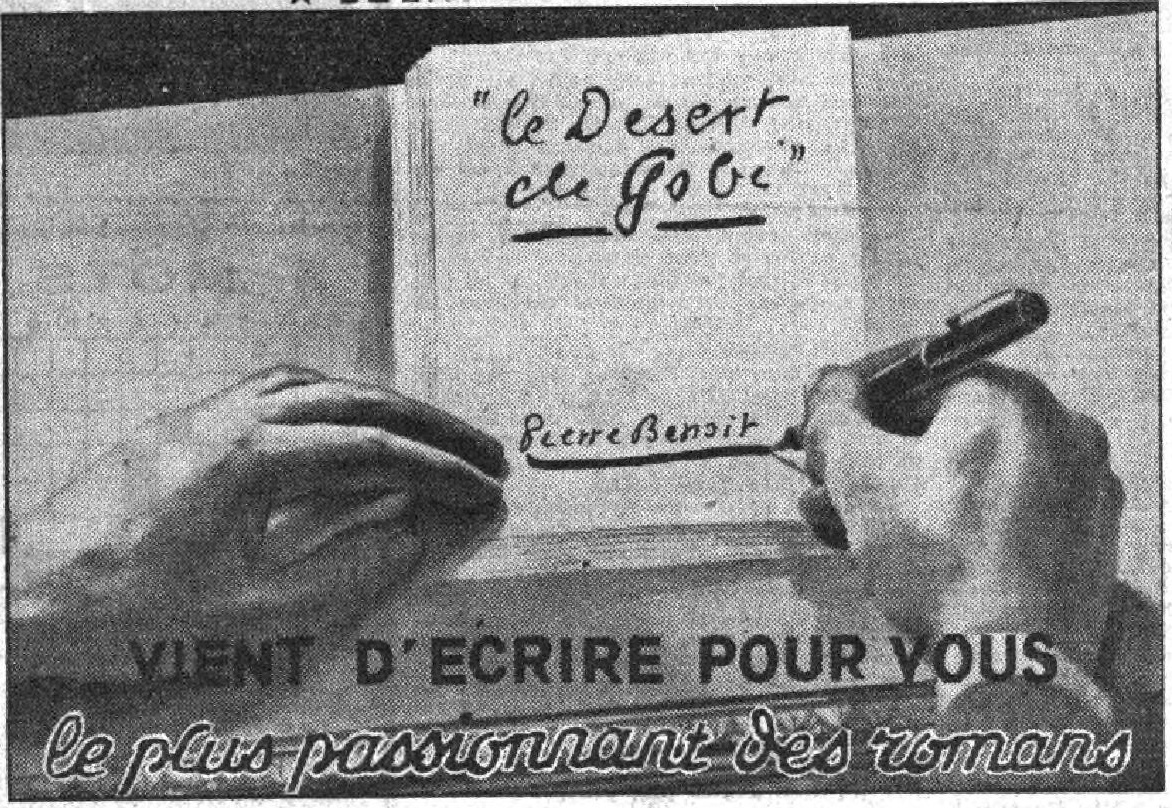 "le Desert
de Gobi"
Pierre Benoit
VIENT D'ECRIRE POUR VOUS
le plus passionnant des romans